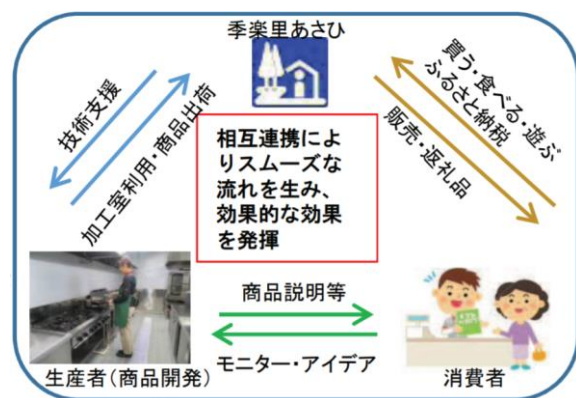 季楽里あさひ
技術支援
加工室利用・商品出荷
買う・食べる・遊ぶ
ふるさと納税
販売・返礼品
相互連携によ
りスムーズな
流れを生み、
効果的な効果
を発揮
商品説明等
モニター・アイデア
生産者(商品開発)
消費者